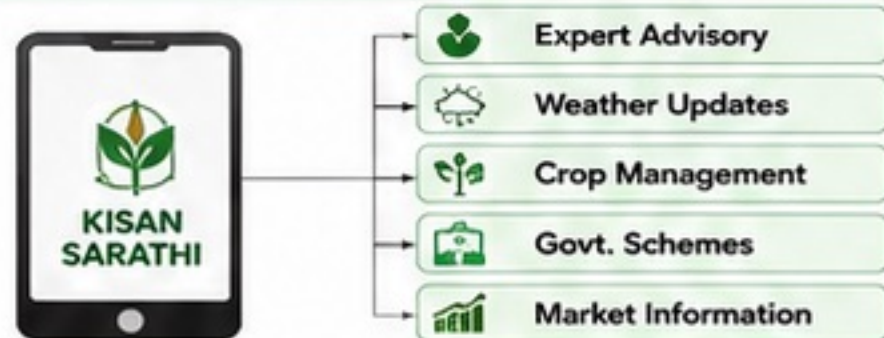 KISAN
SARATHI
Expert Advisory
Weather Updates
Crop Management
Govt. Schemes
Market Information